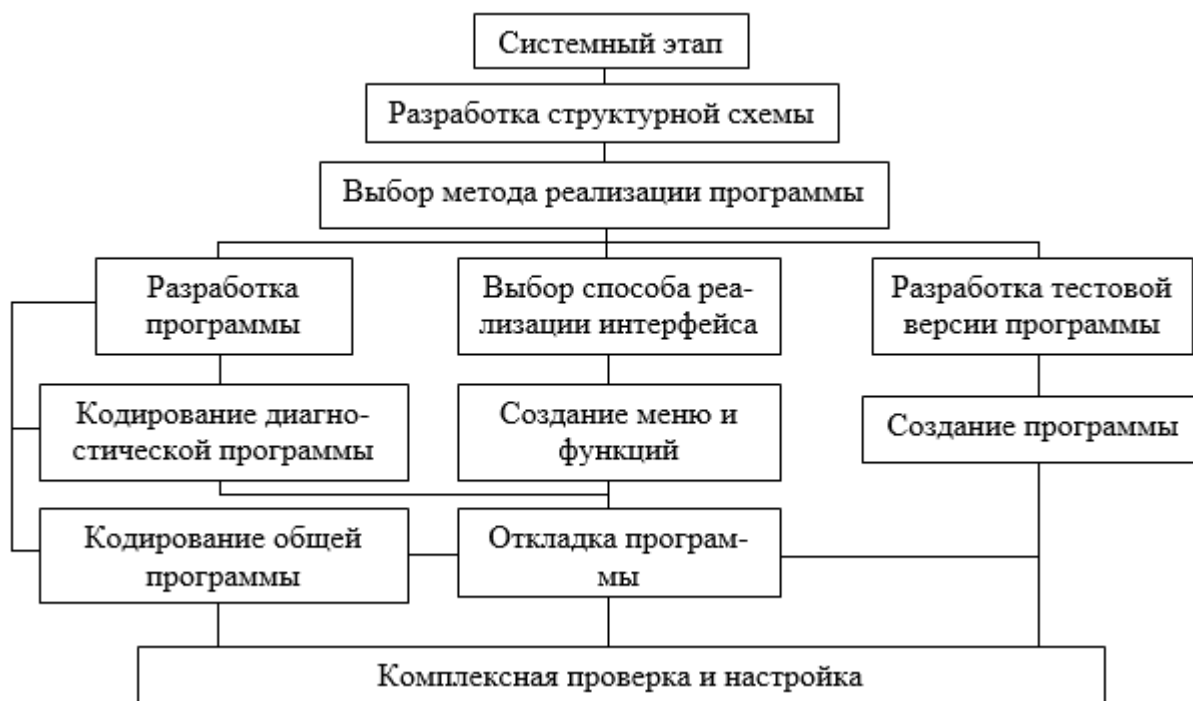 Системный этап
Разработка структурной схемы
Выбор метода реализации программы
Разработка
программы
Выбор способа реа-
лизации интерфейса
Разработка тестовой
версии программы
Кодирование диагно-
стической программы
Создание меню и
функций
Создание программы
Кодирование общей
программы
Откладка програм-
мы
Комплексная проверка и настройка